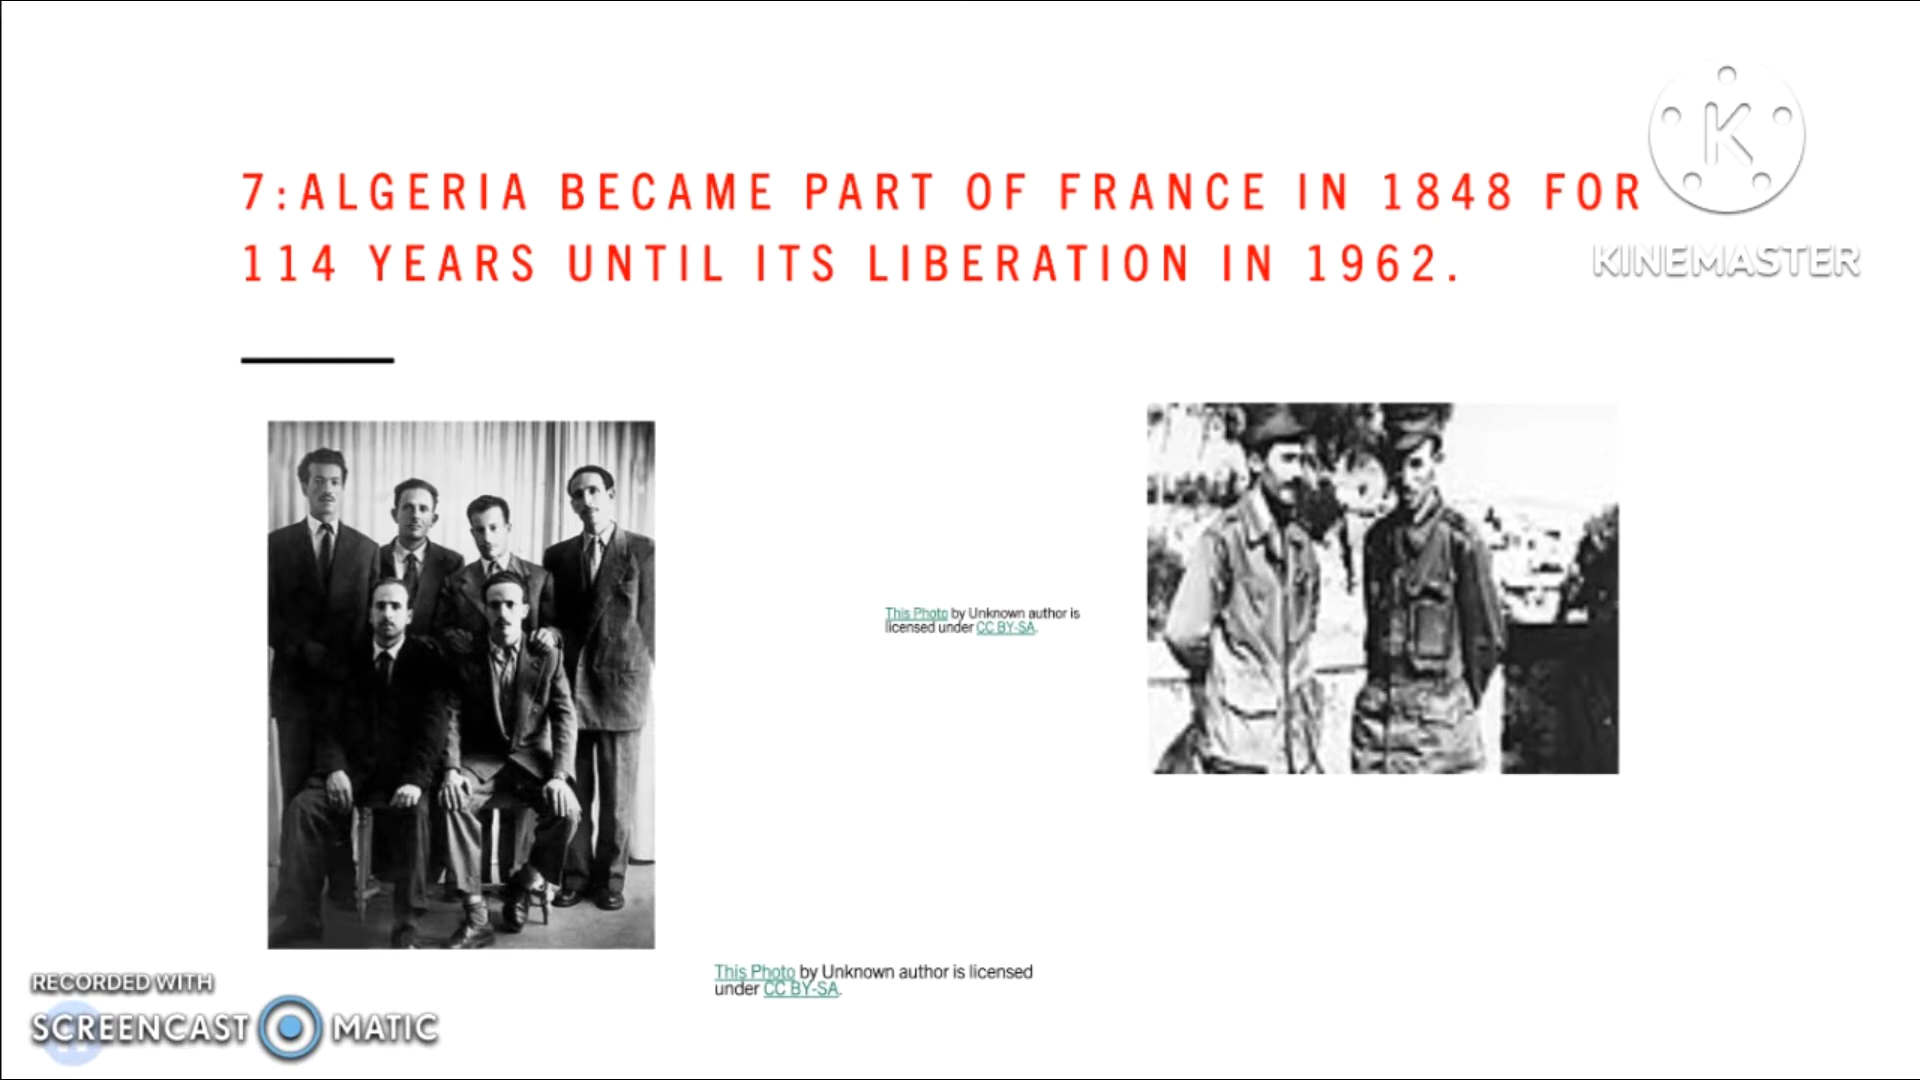 7:ALGERIA BECAME PART OF FRANCE IN 1848 FOR
114 YEARS UNTIL ITS LIBERATION IN 1962.
K
KINEMASTER
This Photo by Unknown author is
licensed under CC BY-SA.
This Photo by Unknown author is licensed
under CC BY-SA.
RECORDED WITH
SCREENCAST MATIC